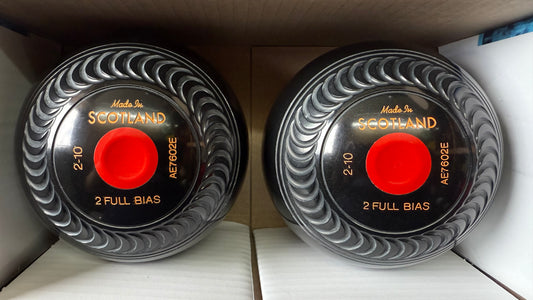 Made In
SCOTLAND
2-10
AE7602E
2 FULL BIAS
Made In
SCOTLAND
2-10
AE7602E
2 FULL BIAS